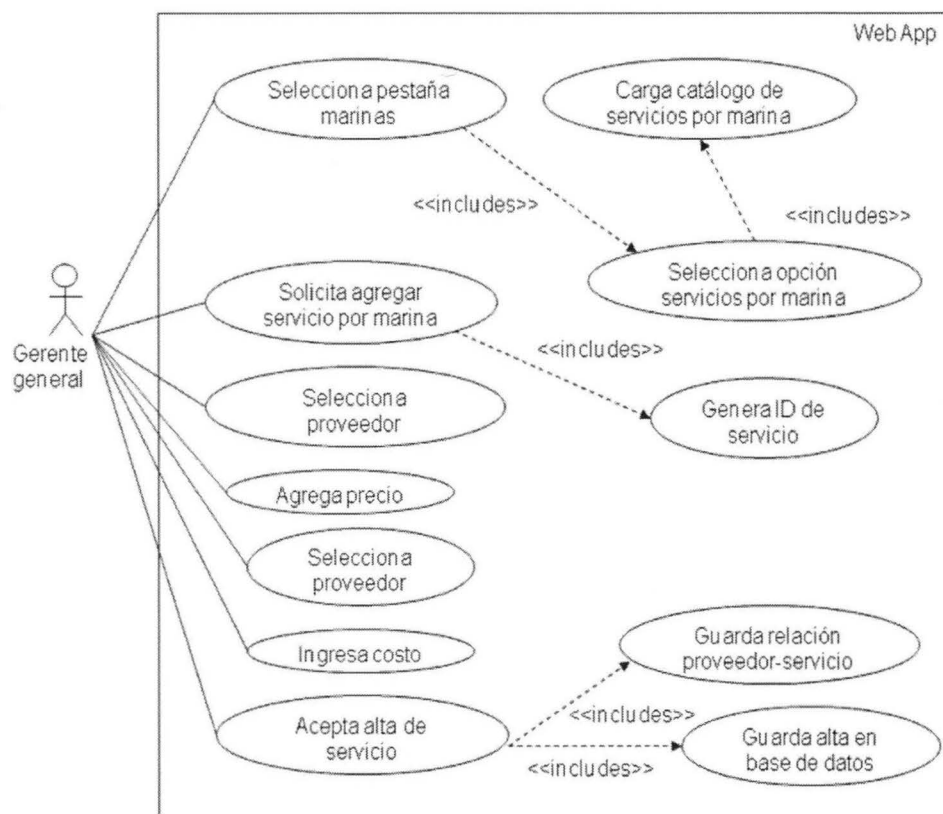 Web App
Selecciona pestaña
marinas
Carga catálogo de
servicios por marina
<<includes>>
<<includes>>
Selecciona opción
servicios por marina
Gerente
general
Solicita agregar
servicio por marina
<<includes>>
Selecciona
proveedor
Genera ID de
servicio
Agrega precio
Selecciona
proveedor
Ingresa costo
Guarda relación
proveedor-servicio
Acepta alta de
servicio
<<includes>>
<<includes>>
Guarda alta en
base de datos